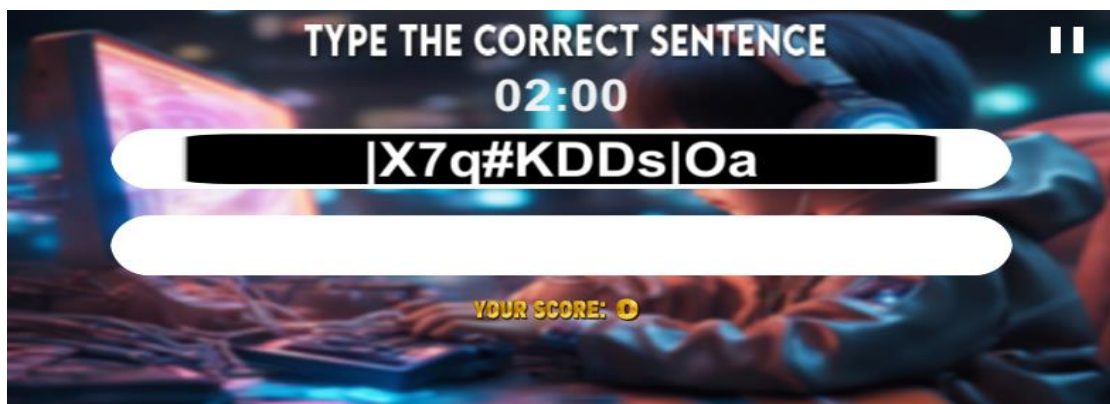 TYPE THE CORRECT SENTENCE
02:00
|X7q#KDDs|Oa
YOUR SCORE: 0